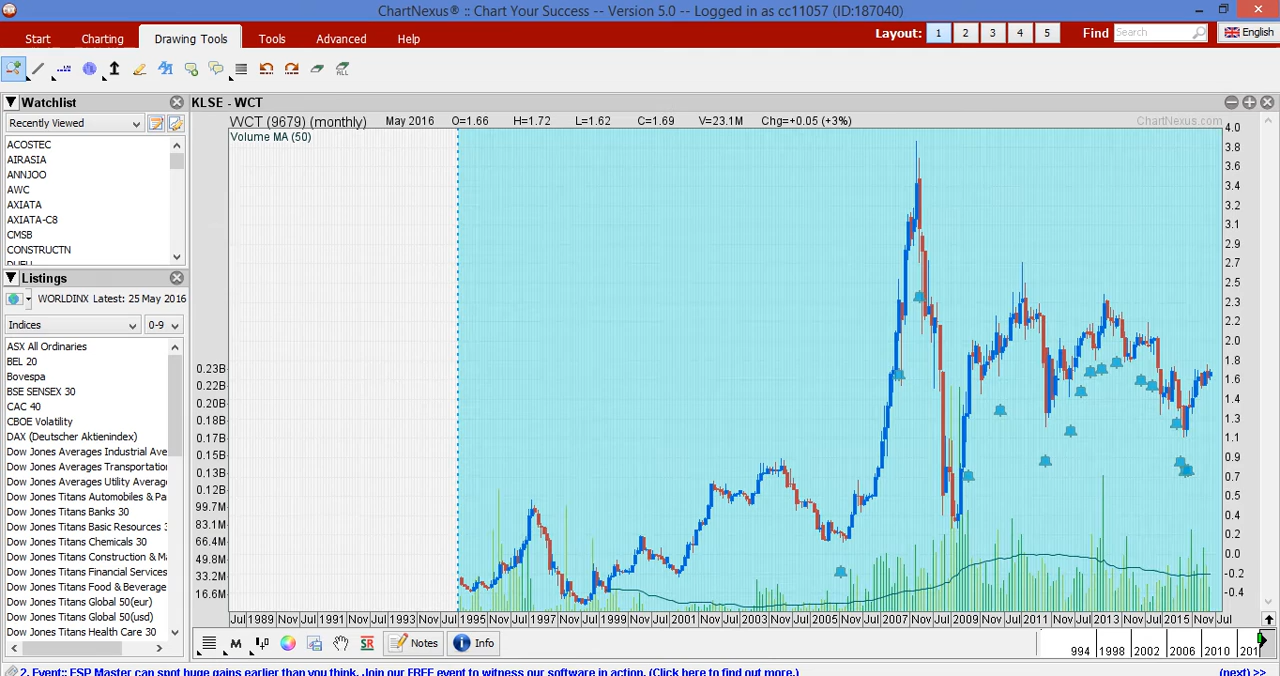 ChartNexus® :: Chart Your Success -- Version 5.0 -- Logged in as cc11057 (ID:187040)
Start Charting Drawing Tools Tools Advanced Help Layout: 1 2 3 4 5 Find Search English
ALL
Watchlist
Recently Viewed
ACOSTEC
AIRASIA
ANNJOO
AWC
AXIATA
AXIATA-C8
CMSB
CONSTRUCTN
Listings
WORLDINX Latest: 25 May 2016
Indices 0-9
ASX All Ordinaries
BEL 20
Bovespa
BSE SENSEX 30
CAC 40
CBOE Volatility
DAX (Deutscher Aktienindex)
Dow Jones Averages Industrial Ave
Dow Jones Averages Transportation
Dow Jones Averages Utility Average
Dow Jones Titans Automobiles & Pa
Dow Jones Titans Banks 30
Dow Jones Titans Basic Resources
Dow Jones Titans Chemicals 30
Dow Jones Titans Construction & Ma
Dow Jones Titans Financial Services
Dow Jones Titans Food & Beverage
Dow Jones Titans Global 50(eur)
Dow Jones Titans Global 50(usd)
Dow Jones Titans Health Care 30
KLSE - WCT
WCT (9679) (monthly) May 2016 O=1.66 H=1.72 L=1.62 C=1.69 V=23.1M Chg=+0.05 (+3%) ChartNexus.com
Volume MA (50)
4.0
3.8
3.6
3.4
3.2
3.1
2.9
2.7
2.5
2.3
2.2
2.0
1.8
1.6
1.4
1.3
1.1
0.9
0.7
0.5
0.4
0.2
0.0
-0.2
-0.4
0.23B
0.22B
0.20B
0.18B
0.17B
0.15B
0.13B
0.12B
99.7M
83.1M
66.4M
49.8M
33.2M
16.6M
Jul 1989 Nov Jul 1991 Nov Jul 1993 Nov Jul 1995 Nov Jul 1997 Nov Jul 1999 Nov Jul 2001 Nov Jul 2003 Nov Jul 2005 Nov Jul 2007 Nov Jul 2009 Nov Jul 2011 Nov Jul 2013 Nov Jul 2015 Nov Jul
M SR Notes Info
994 1998 2002 2006 2010 201
2. Event:: ESP Master can spot huge gains earlier than you think. Join our FREE event to witness our software in action. (Click here to find out more.) (next) >>